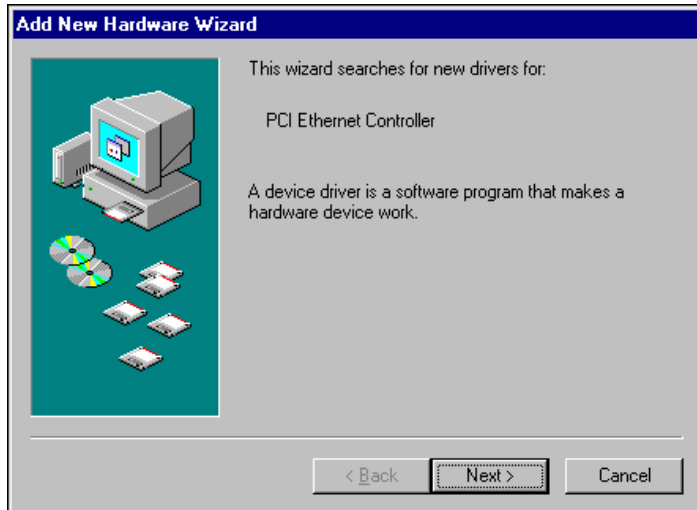 Add New Hardware Wizard
This wizard searches for new drivers for:
PCI Ethernet Controller
A device driver is a software program that makes a
hardware device work.
< Back
Next >
Cancel